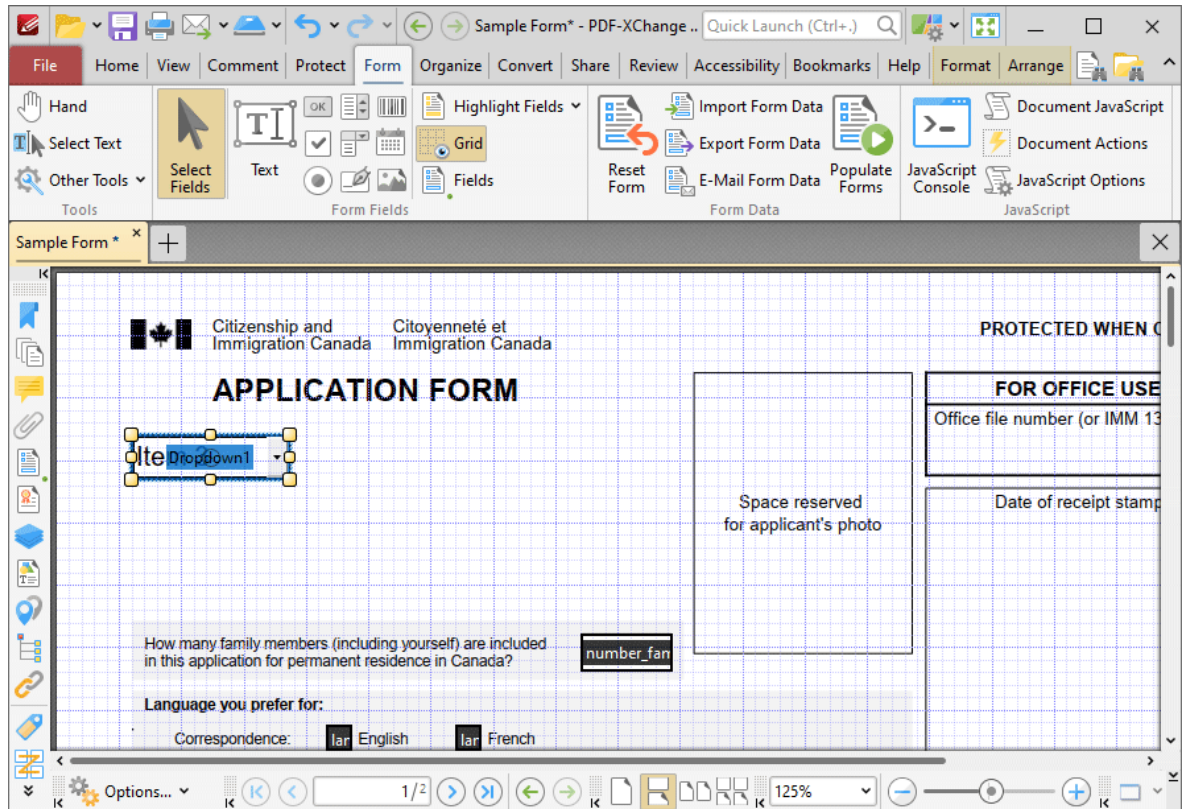 Sample Form* - PDF-XChange ..
Quick Launch (Ctrl+.)
File Home View Comment Protect Form Organize Convert Share Review Accessibility Bookmarks Help Format Arrange
Hand
Select Text
Other Tools
Tools
Select Fields
Text
OK
Highlight Fields
Grid
Fields
Form Fields
Reset Form
Import Form Data
Export Form Data
E-Mail Form Data
Populate Forms
Form Data
JavaScript Console
Document JavaScript
Document Actions
JavaScript Options
JavaScript
Sample Form *
Citizenship and Immigration Canada
Citoyenneté et Immigration Canada
PROTECTED WHEN
APPLICATION FORM
FOR OFFICE USE
Office file number (or IMM 13
Dropdown1
Space reserved
for applicant's photo
Date of receipt stamp
How many family members (including yourself) are included
in this application for permanent residence in Canada?
number_fam
Language you prefer for:
Correspondence: lar English lar French
Options...
1/2
125%